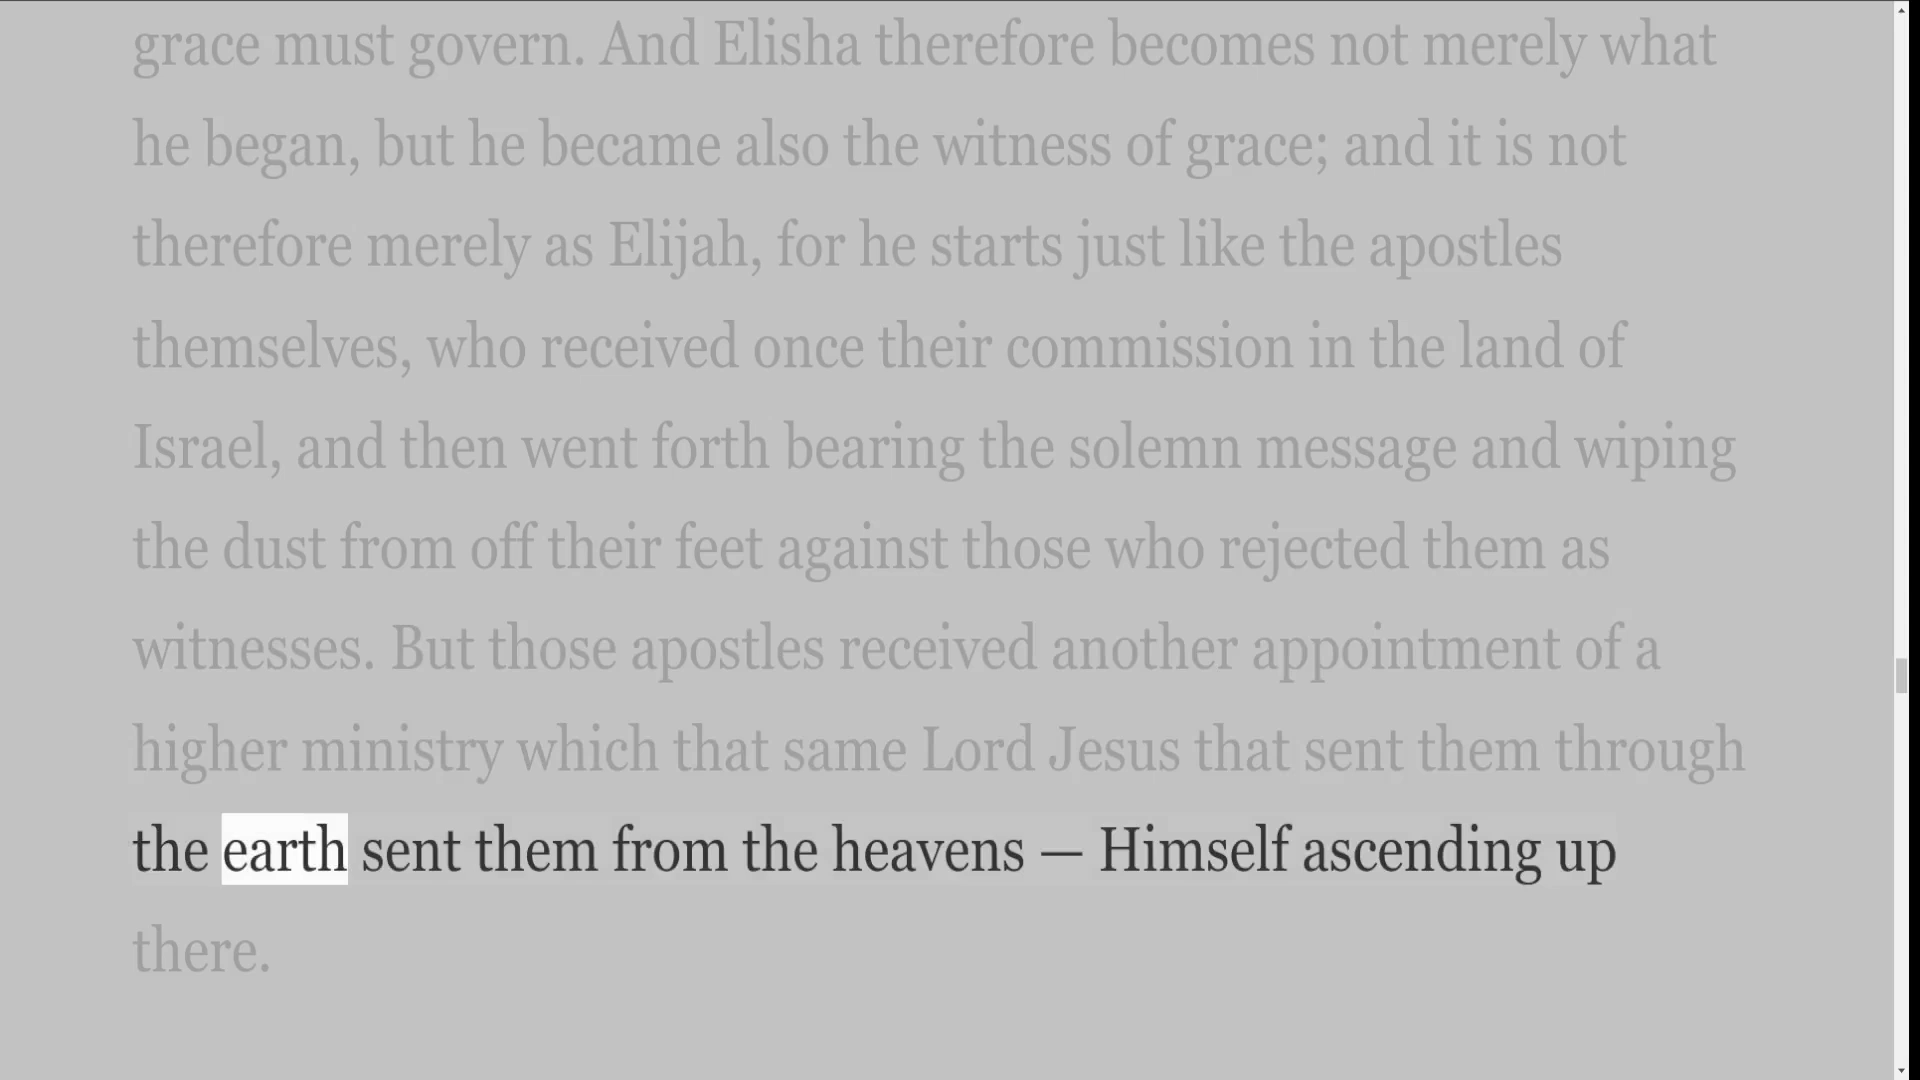 grace must govern. And Elisha therefore becomes not merely what
he began, but he became also the witness of grace; and it is not
therefore merely as Elijah, for he starts just like the apostles
themselves, who received once their commission in the land of
Israel, and then went forth bearing the solemn message and wiping
the dust from off their feet against those who rejected them as
witnesses. But those apostles received another appointment of a
higher ministry which that same Lord Jesus that sent them through
the earth sent them from the heavens — Himself ascending up
there.